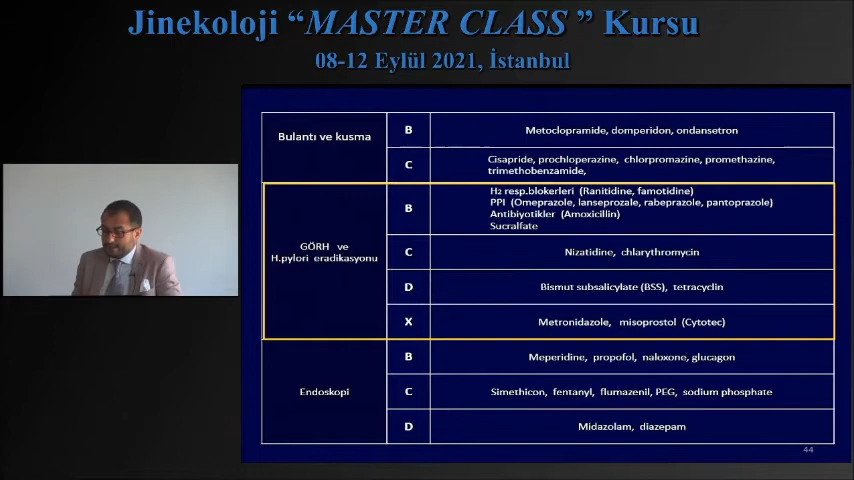 Jinekoloji “MASTER CLASS ” Kursu
08-12 Eylül 2021, İstanbul
Bulantı ve kusma
B
Metoclopramide, domperidon, ondansetron
C
Cisapride, prochloperazine, chlorpromazine, promethazine,
trimethobenzamide,
GÖRH ve
H.pylori eradikasyonu
B
H2 resp.blokerleri (Ranitidine, famotidine)
PPI (Omeprazole, lanseprozale, rabeprazole, pantoprazole)
Antibiyotikler (Amoxicillin)
Sucralfate
C
Nizatidine, chlarythromycin
D
Bismut subsalicylate (BSS), tetracyclin
X
Metronidazole, misoprostol (Cytotec)
Endoskopi
B
Meperidine, propofol, naloxone, glucagon
C
Simethicon, fentanyl, flumazenil, PEG, sodium phosphate
D
Midazolam, diazepam
44